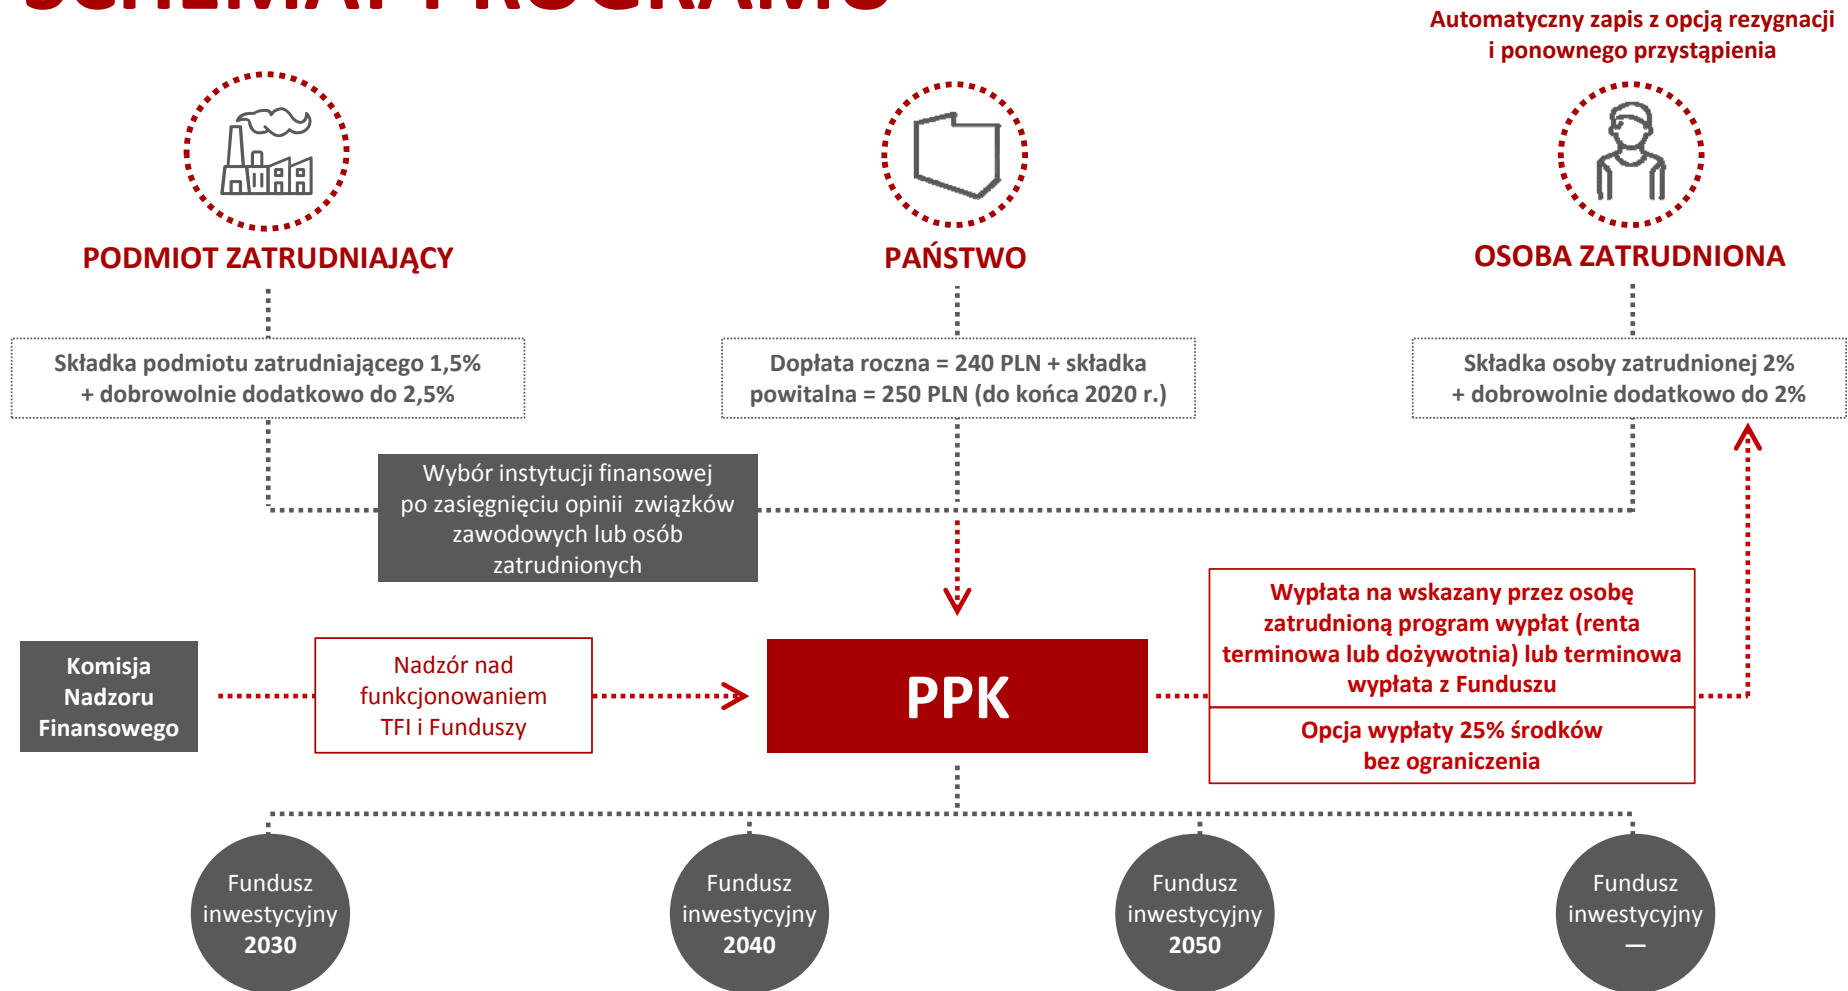 SCHEMAT PROGRAMU
Automatyczny zapis z opcją rezygnacji
i ponownego przystąpienia
PODMIOT ZATRUDNIAJĄCY
PAŃSTWO
OSOBA ZATRUDNIONA
Składka podmiotu zatrudniającego 1,5%
+ dobrowolnie dodatkowo do 2,5%
Dopłata roczna = 240 PLN + składka
powitalna = 250 PLN (do końca 2020 r.)
Składka osoby zatrudnionej 2%
+ dobrowolnie dodatkowo do 2%
Wybór instytucji finansowej
po zasięgnięciu opinii związków
zawodowych lub osób
zatrudnionych
Komisja
Nadzoru
Finansowego
Nadzór nad
funkcjonowaniem
TFI i Funduszy
PPK
Wypłata na wskazany przez osobę
zatrudnioną program wypłat (renta
terminowa lub dożywotnia) lub terminowa
wypłata z Funduszu
Opcja wypłaty 25% środków
bez ograniczenia
Fundusz
inwestycyjny
2030
Fundusz
inwestycyjny
2040
Fundusz
inwestycyjny
2050
Fundusz
inwestycyjny
—